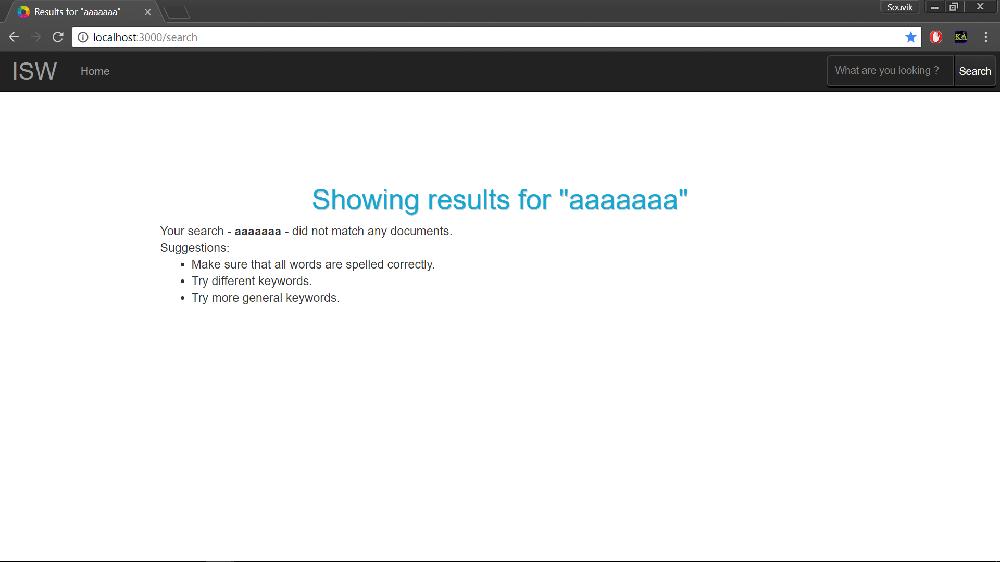 Results for "aaaaaaa"
Souvik
localhost:3000/search
KA
ISW
Home
What are you looking ?
Search
Showing results for "aaaaaaa"
Your search - aaaaaaa - did not match any documents.
Suggestions:
Make sure that all words are spelled correctly.
Try different keywords.
Try more general keywords.